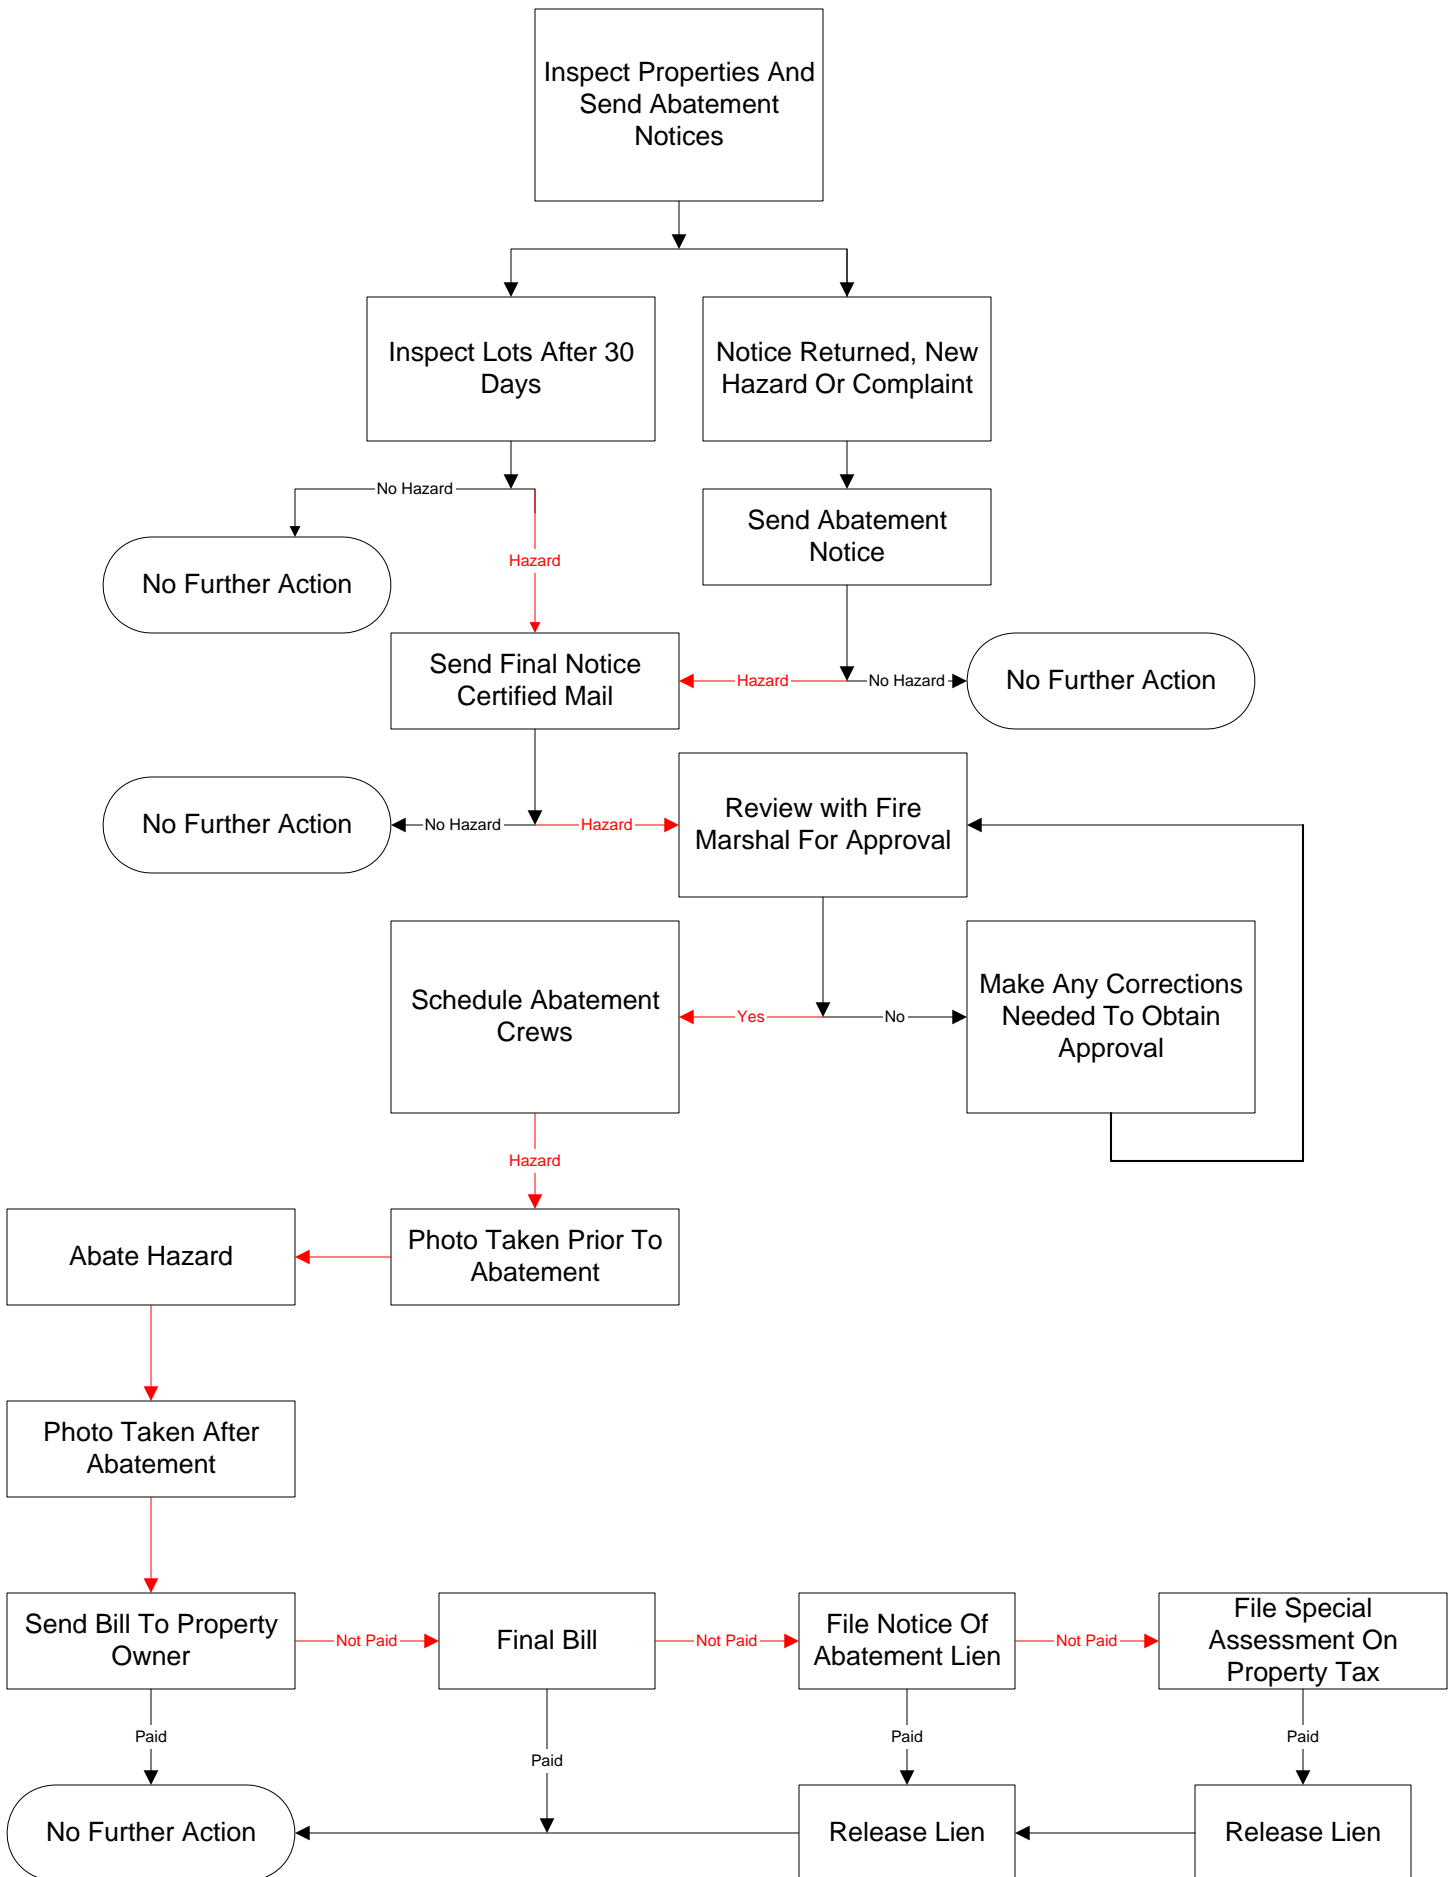 Inspect Properties And
Send Abatement
Notices
Inspect Lots After 30
Days
Notice Returned, New
Hazard Or Complaint
No Hazard
Hazard
Send Abatement
Notice
No Further Action
Send Final Notice
Certified Mail
Hazard
No Hazard
No Further Action
No Further Action
No Hazard
Hazard
Review with Fire
Marshal For Approval
Schedule Abatement
Crews
Yes
No
Make Any Corrections
Needed To Obtain
Approval
Hazard
Abate Hazard
Photo Taken Prior To
Abatement
Photo Taken After
Abatement
Send Bill To Property
Owner
Not Paid
Final Bill
Not Paid
File Notice Of
Abatement Lien
Not Paid
File Special
Assessment On
Property Tax
Paid
Paid
Paid
Paid
No Further Action
Release Lien
Release Lien